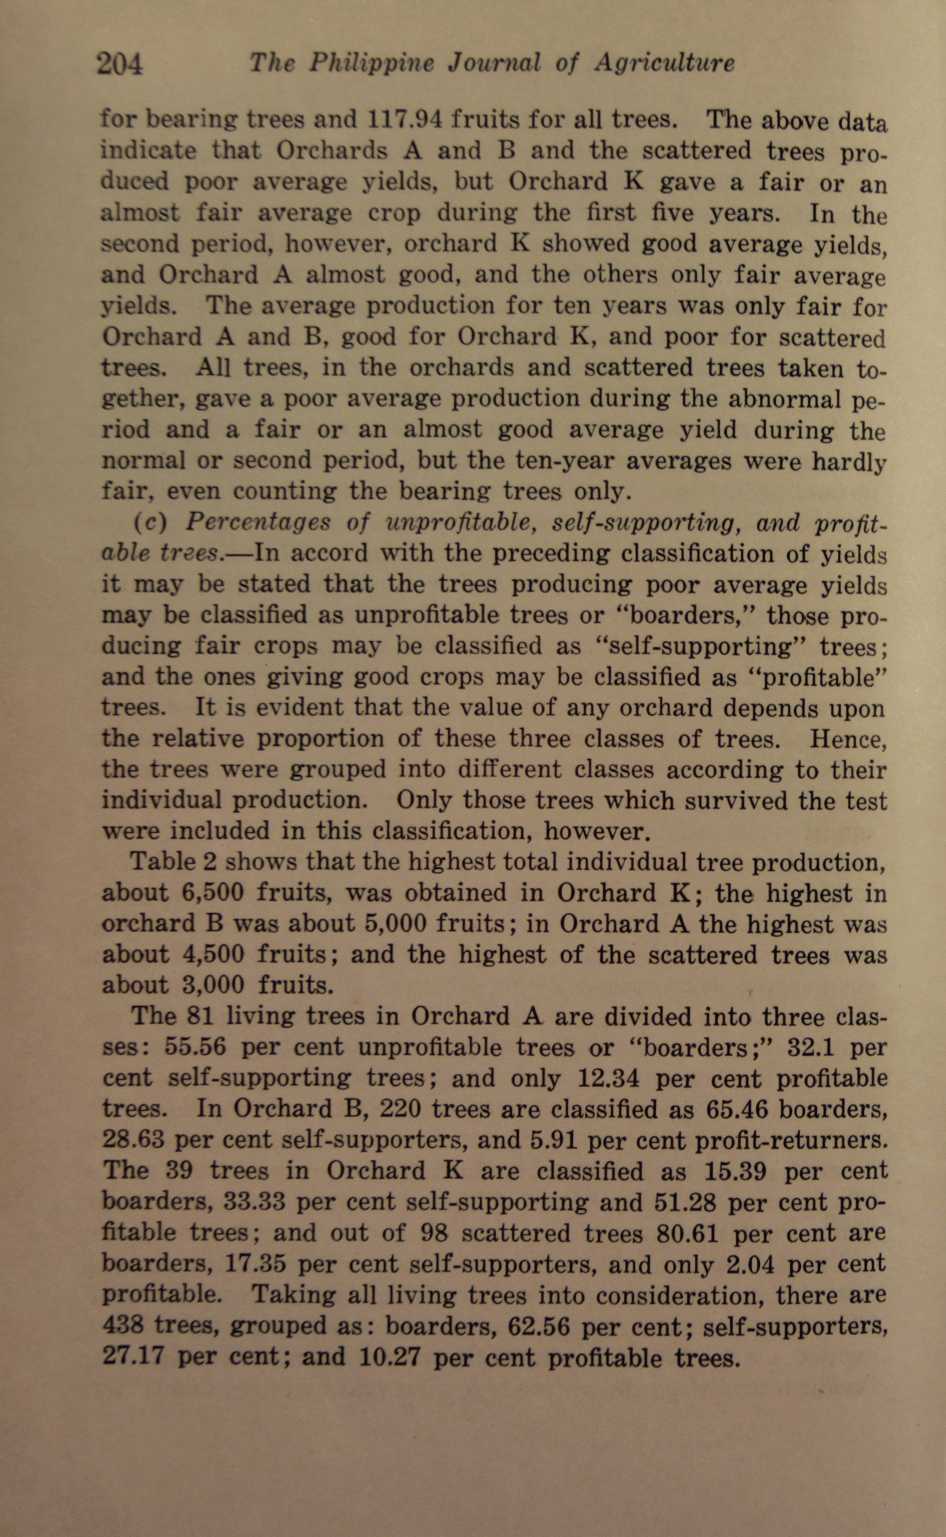 204 The Philippine Journal of Agriculture
for bearing trees and 117.94 fruits for all trees. The above data
indicate that Orchards A and B and the scattered trees pro-
duced poor average yields, but Orchard K gave a fair or an
almost fair average crop during the first five years. In the
second period, however, orchard K showed good average yields,
and Orchard A almost good, and the others only fair average
yields. The average production for ten years was only fair for
Orchard A and B, good for Orchard K, and poor for scattered
trees. All trees, in the orchards and scattered trees taken to-
gether, gave a poor average production during the abnormal pe-
riod and a fair or an almost good average yield during the
normal or second period, but the ten-year averages were hardly
fair, even counting the bearing trees only.
(c) Percentages of unprofitable, self-supporting, and profit-
able trees.—In accord with the preceding classification of yields
it may be stated that the trees producing poor average yields
may be classified as unprofitable trees or “boarders,” those pro-
ducing fair crops may be classified as “self-supporting” trees;
and the ones giving good crops may be classified as “profitable”
trees. It is evident that the value of any orchard depends upon
the relative proportion of these three classes of trees. Hence,
the trees were grouped into different classes according to their
individual production. Only those trees which survived the test
were included in this classification, however.
Table 2 shows that the highest total individual tree production,
about 6,500 fruits, was obtained in Orchard K; the highest in
orchard B was about 5,000 fruits; in Orchard A the highest was
about 4,500 fruits; and the highest of the scattered trees was
about 3,000 fruits.
The 81 living trees in Orchard A are divided into three clas-
ses: 55.56 per cent unprofitable trees or “boarders;” 32.1 per
cent self-supporting trees; and only 12.34 per cent profitable
trees. In Orchard B, 220 trees are classified as 65.46 boarders,
28.63 per cent self-supporters, and 5.91 per cent profit-returners.
The 39 trees in Orchard K are classified as 15.39 per cent
boarders, 33.33 per cent self-supporting and 51.28 per cent pro-
fitable trees; and out of 98 scattered trees 80.61 per cent are
boarders, 17.35 per cent self-supporters, and only 2.04 per cent
profitable. Taking all living trees into consideration, there are
438 trees, grouped as: boarders, 62.56 per cent; self-supporters,
27.17 per cent; and 10.27 per cent profitable trees.